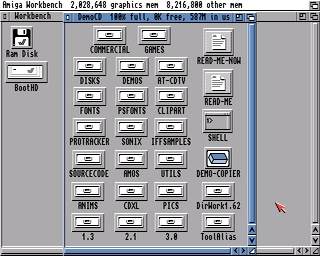 Amiga Workbench 2,028,648 graphics mem 8,216,800 other mem
Workbench
DemoCD 100% full, 0K free, 587M in us
Ram Disk
BootHD
COMMERCIAL GAMES
READ-ME-NOW
DISKS DEMOS AT-CDTV
READ-ME
FONTS PSFONTS CLIPART
SHELL
PROTRACKER SONIX IFFSAMPLES
SOURCECODE AMOS UTILS DEMO-COPIER
ANIMS CDXL PICS DirWork1.62
1.3 2.1 3.0 ToolAlias